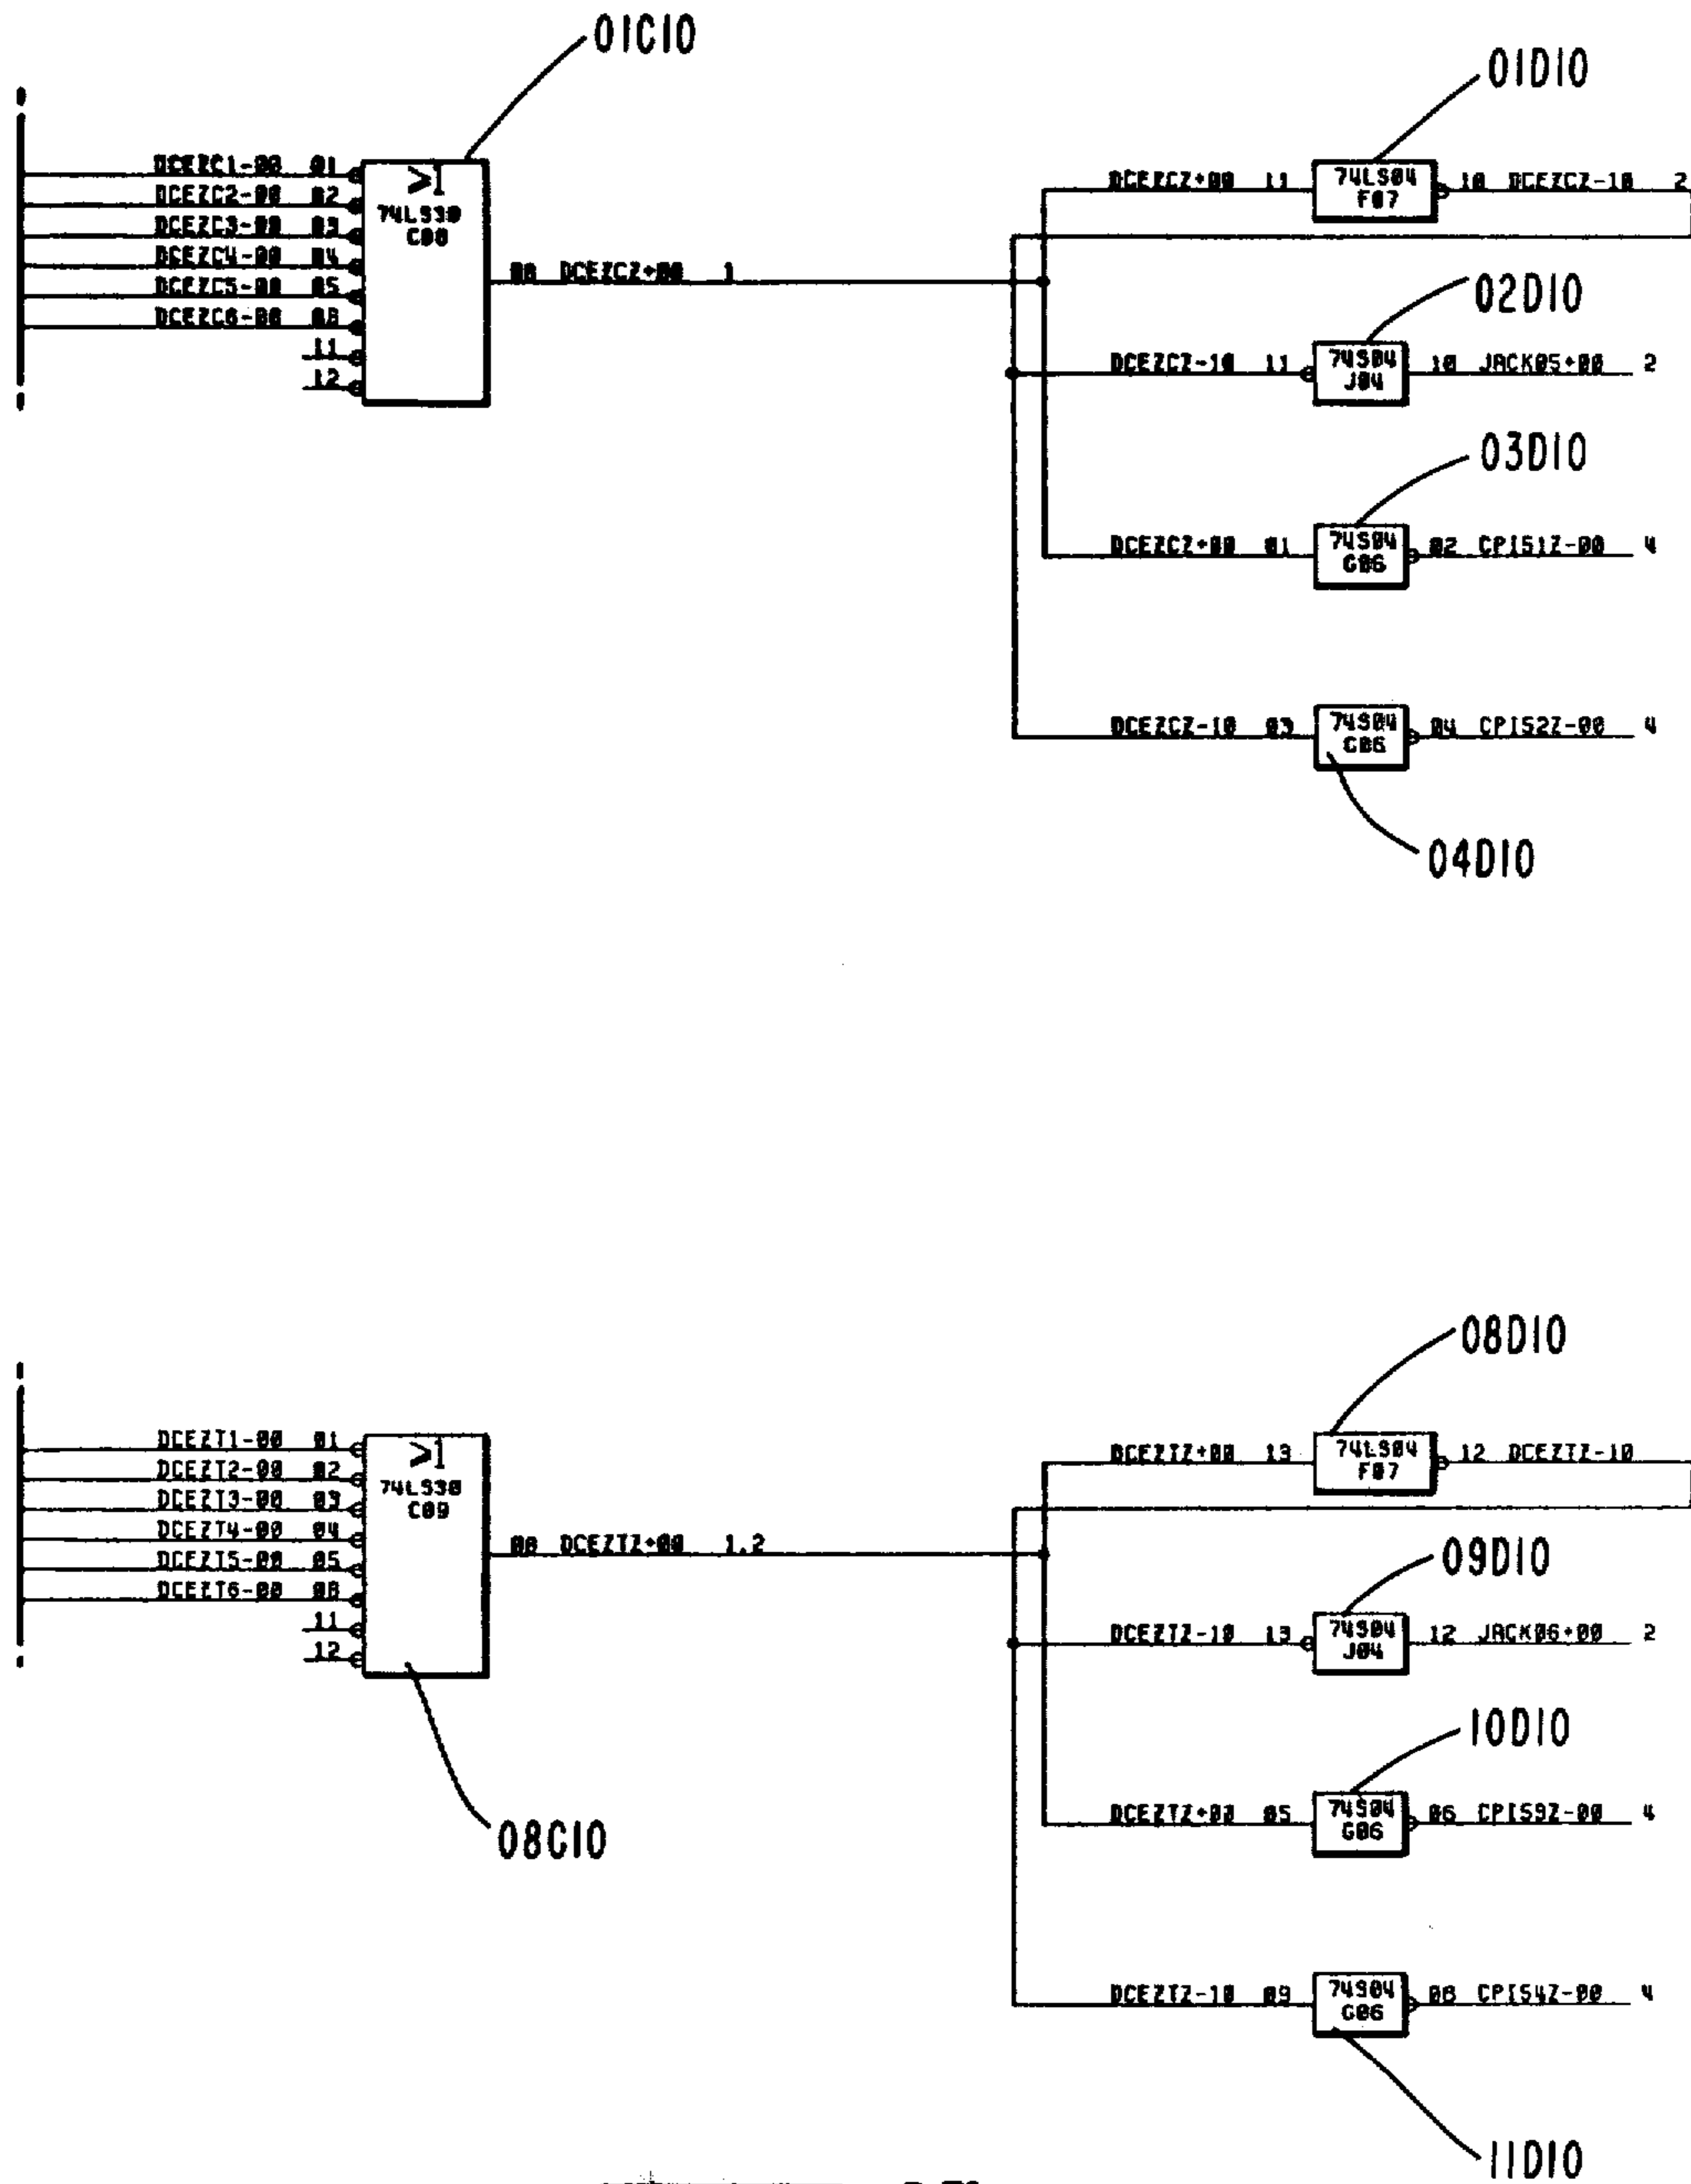 01C10
01D10
DCEZC1-00 01
DCEZC2-00 02
DCEZC3-00 03
DCEZC4-00 04
DCEZC5-00 05
DCEZC6-00 06
11
12
>1
74LS30
C08
08 DCEZCZ+00 1
DCEZCZ+00 11
74LS04
F07
10 DCEZCZ-10 2
02D10
DCEZCZ-10 11
74S04
J04
10 JACK05+00 2
03D10
DCEZCZ+00 01
74S04
G06
02 CPIS1Z-00 4
DCEZCZ-10 03
74S04
G06
04 CPIS2Z-00 4
04D10
08D10
DCEZT1-00 01
DCEZT2-00 02
DCEZT3-00 03
DCEZT4-00 04
DCEZT5-00 05
DCEZT6-00 06
11
12
>1
74LS30
C09
08 DCEZTZ+00 1.2
08C10
DCEZTZ+00 13
74LS04
F07
12 DCEZTZ-10
09D10
DCEZTZ-10 13
74S04
J04
12 JACK06+00 2
10D10
DCEZTZ+00 05
74S04
G06
06 CPIS3Z-00 4
DCEZTZ-10 09
74S04
G06
08 CPIS4Z-00 4
11D10